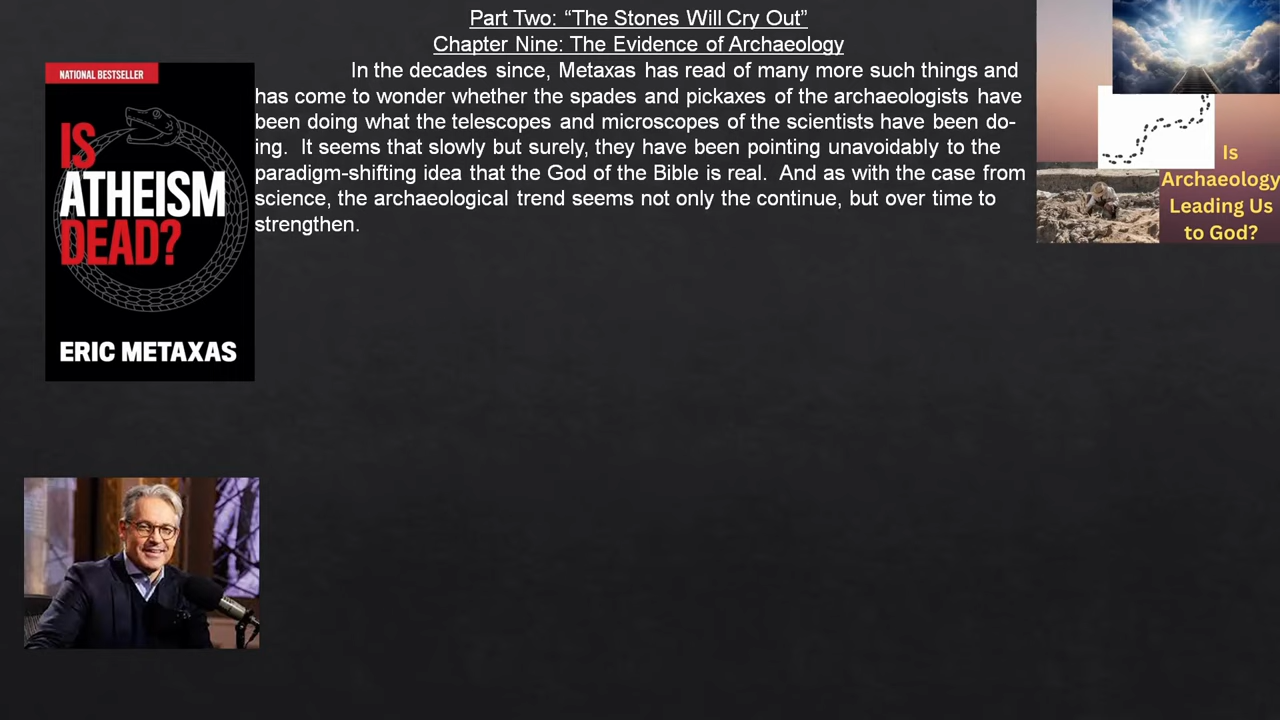 Part Two: “The Stones Will Cry Out”
Chapter Nine: The Evidence of Archaeology
In the decades since, Metaxas has read of many more such things and
has come to wonder whether the spades and pickaxes of the archaeologists have
been doing what the telescopes and microscopes of the scientists have been do-
ing.  It seems that slowly but surely, they have been pointing unavoidably to the
paradigm-shifting idea that the God of the Bible is real.  And as with the case from
science, the archaeological trend seems not only the continue, but over time to
strengthen.
NATIONAL BESTSELLER
IS
ATHEISM
DEAD?
ERIC METAXAS
Is
Archaeology
Leading Us
to God?